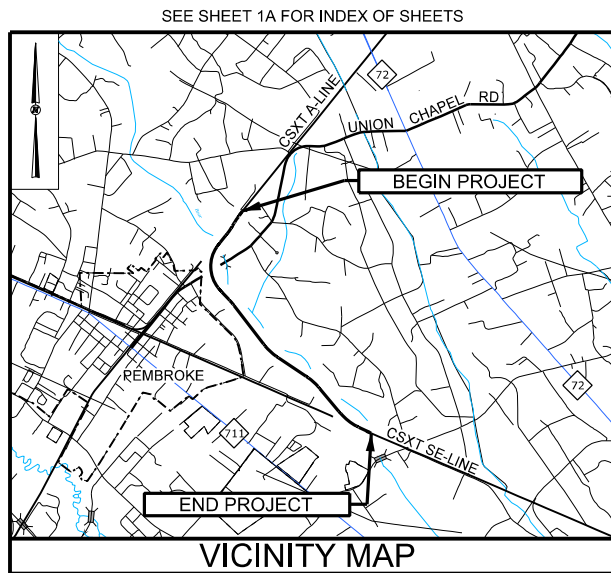 SEE SHEET 1A FOR INDEX OF SHEETS
72
CSXT A-LINE
UNION CHAPEL RD
BEGIN PROJECT
PEMBROKE
72
711
CSXT SE-LINE
END PROJECT
VICINITY MAP